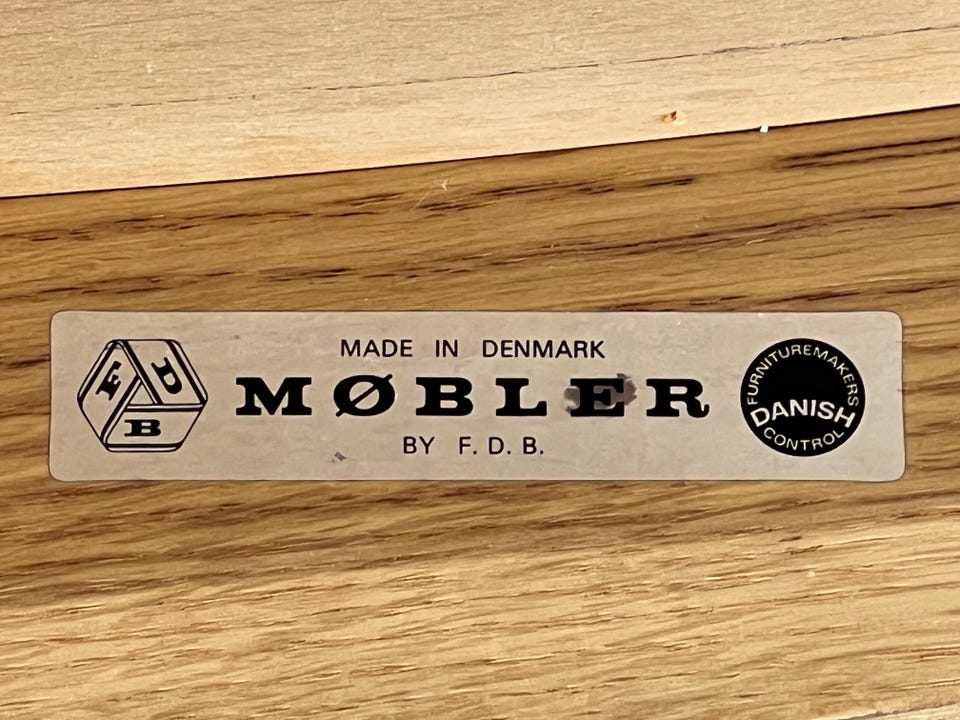 F D B
MADE IN DENMARK
MØBLER
BY F. D. B.
FURNITUREMAKERS
DANISH
CONTROL